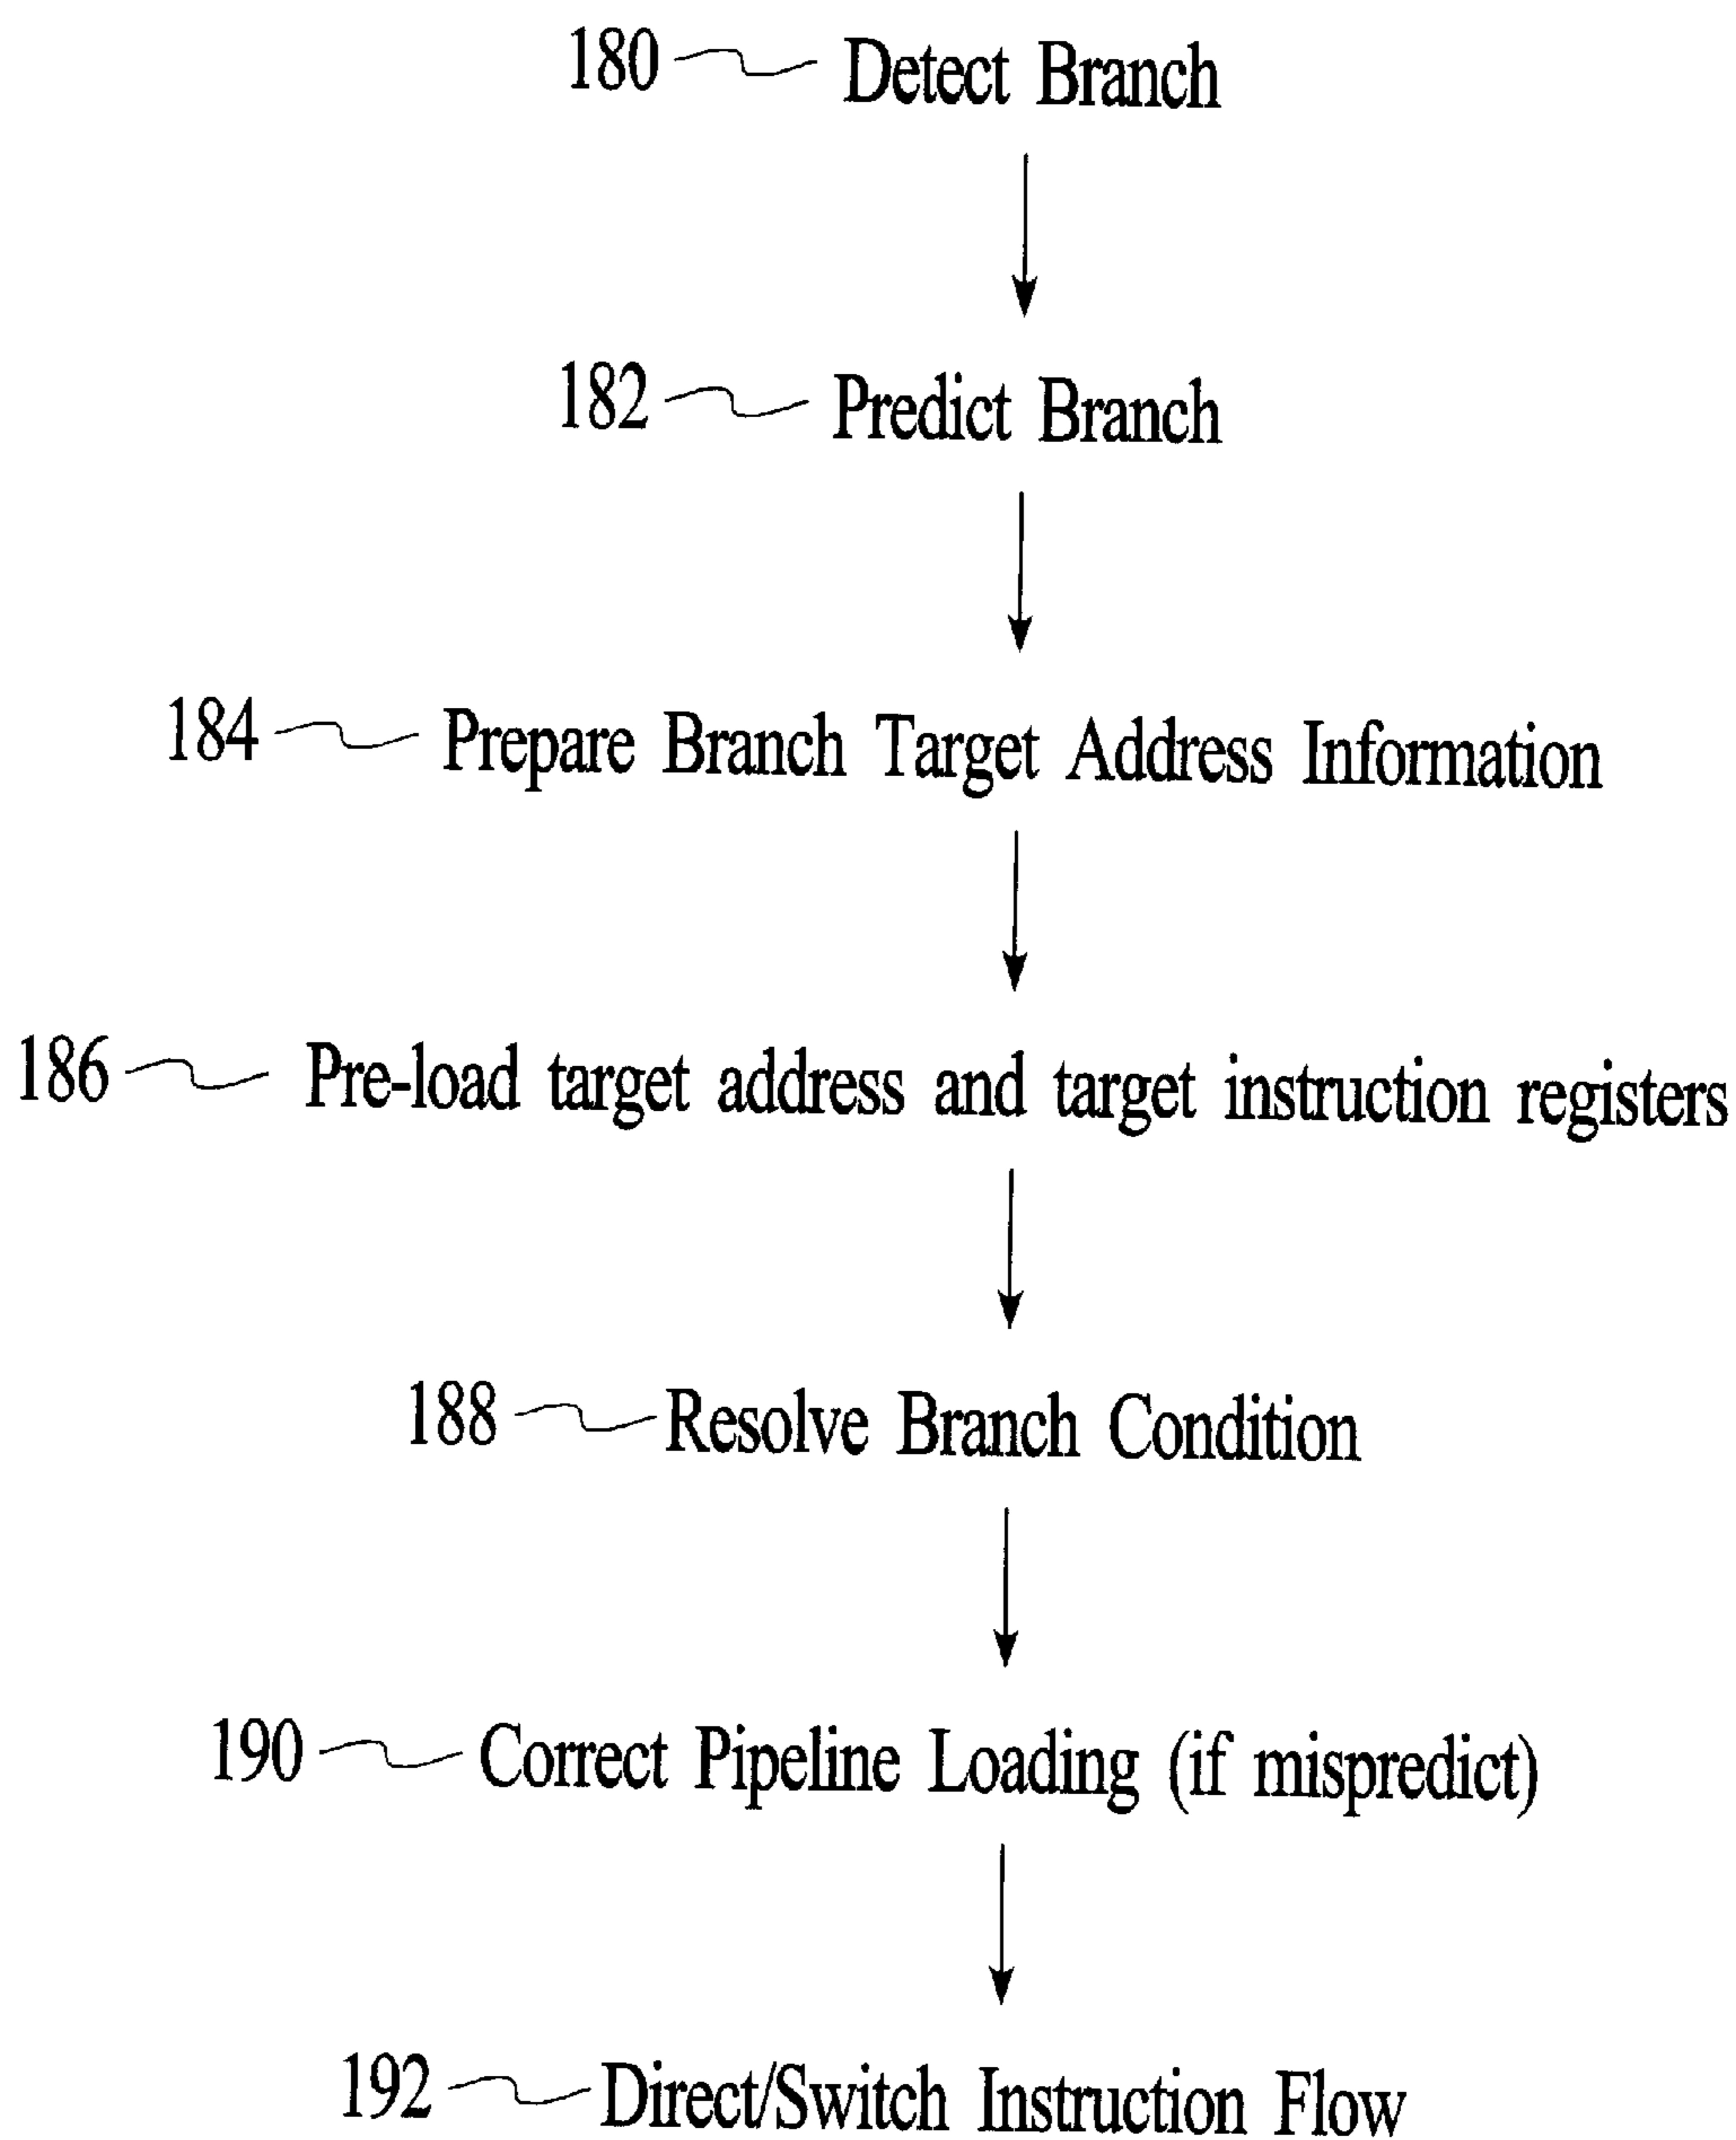 180 Detect Branch
182 Predict Branch
184 Prepare Branch Target Address Information
186 Pre-load target address and target instruction registers
188 Resolve Branch Condition
190 Correct Pipeline Loading (if mispredict)
192 Direct/Switch Instruction Flow